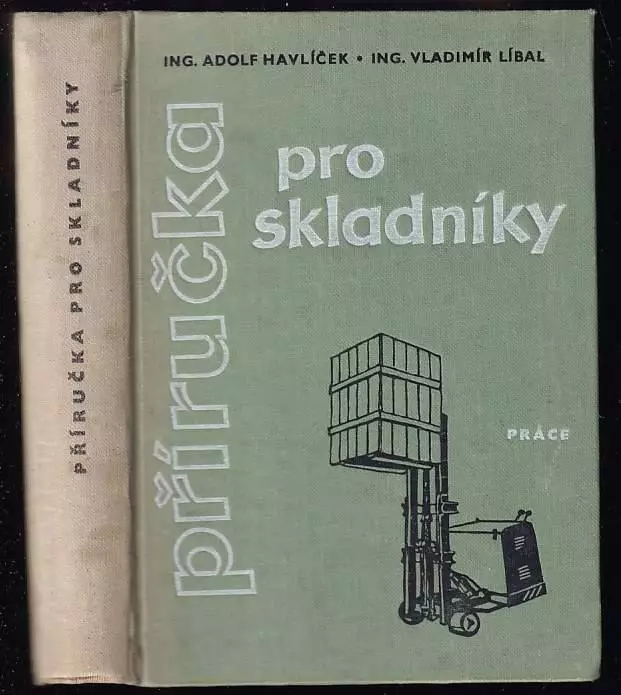 PŘÍRUČKA PRO SKLADNÍKY
ING. ADOLF HAVLÍČEK • ING. VLADIMÍR LÍBAL
příručka
pro
skladníky
PRÁCE